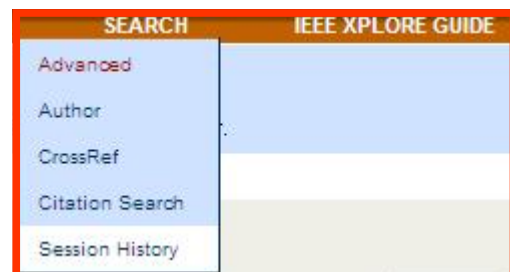 SEARCH IEEE XPLORE GUIDE
Advanced
Author
CrossRef
Citation Search
Session History